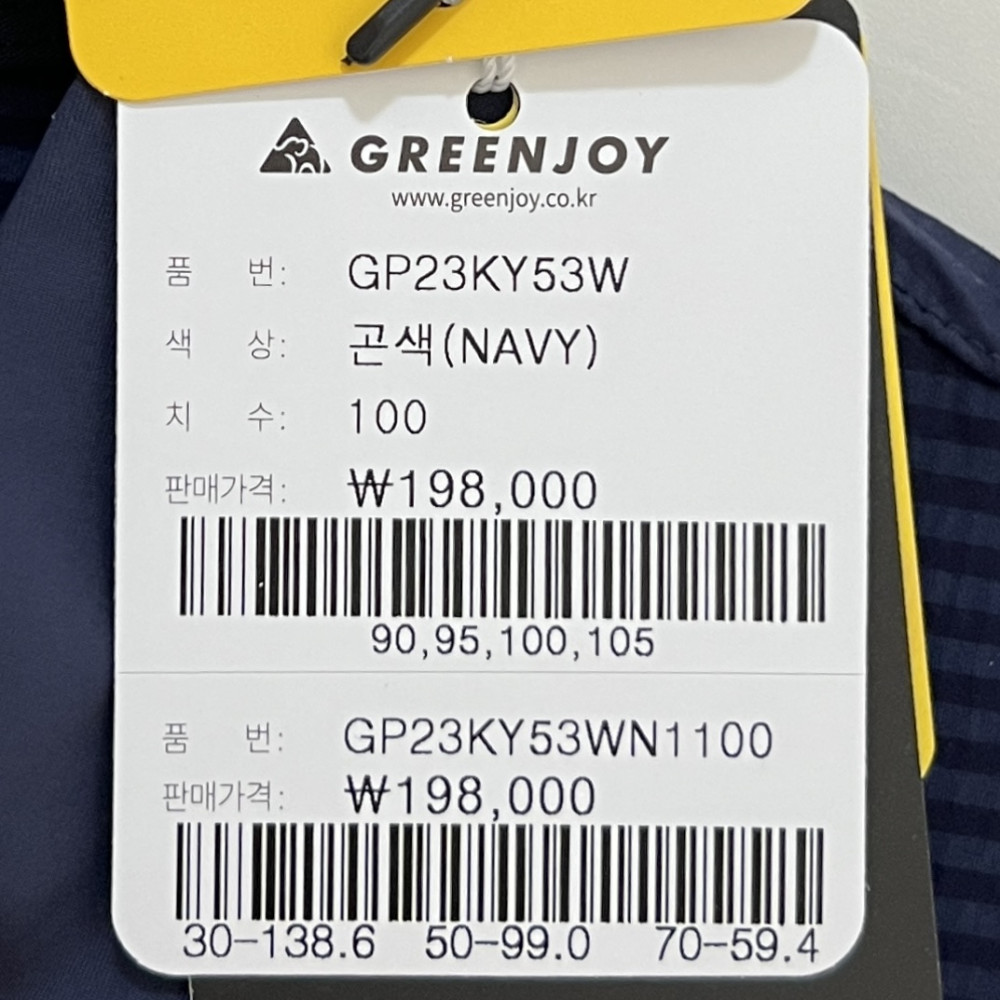 GREENJOY
www.greenjoy.co.kr
품 번: GP23KY53W
색 상: 곤색(NAVY)
치 수: 100
판매가격: ₩198,000
90,95,100,105
품 번: GP23KY53WN1100
판매가격: ₩198,000
30-138.6 50-99.0 70-59.4